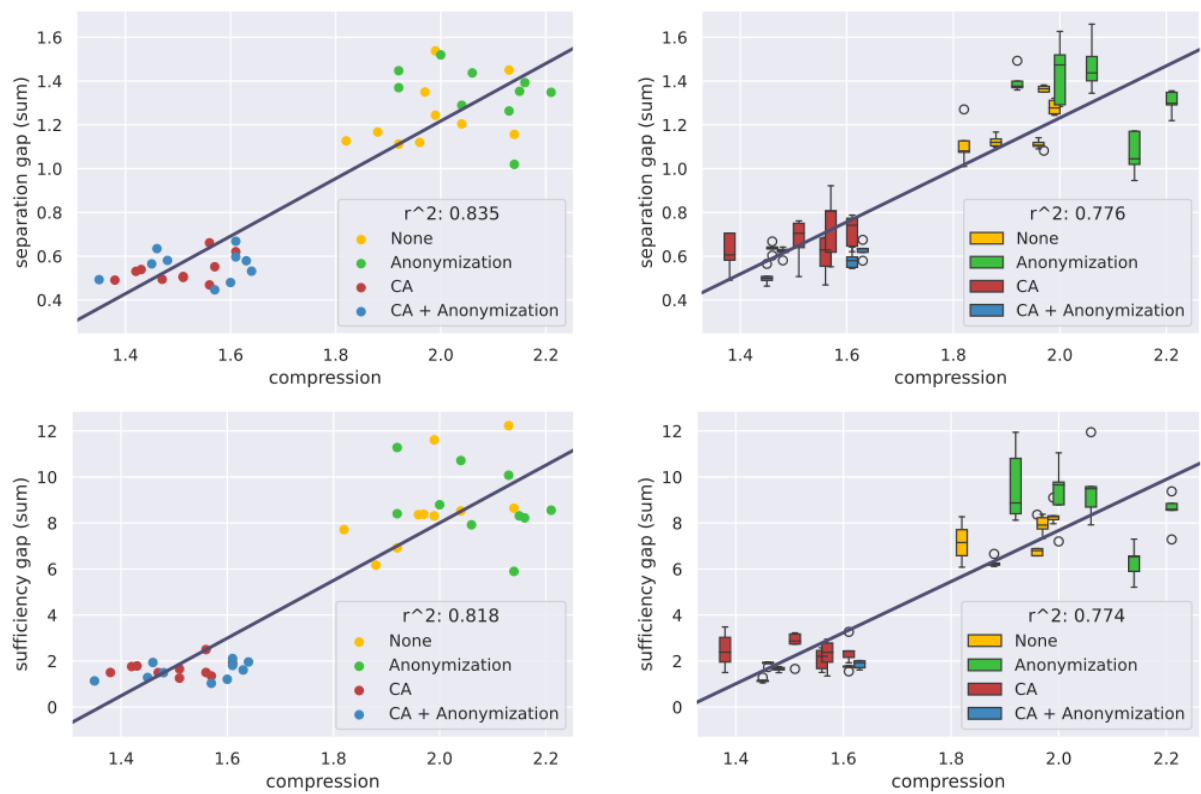 1.6
1.4
1.2
1.0
0.8
0.6
0.4
separation gap (sum)
r^2: 0.835
None
Anonymization
CA
CA + Anonymization
1.4 1.6 1.8 2.0 2.2
compression
1.6
1.4
1.2
1.0
0.8
0.6
0.4
separation gap (sum)
r^2: 0.776
None
Anonymization
CA
CA + Anonymization
1.4 1.6 1.8 2.0 2.2
compression
12
10
8
6
4
2
0
sufficiency gap (sum)
r^2: 0.818
None
Anonymization
CA
CA + Anonymization
1.4 1.6 1.8 2.0 2.2
compression
12
10
8
6
4
2
0
sufficiency gap (sum)
r^2: 0.774
None
Anonymization
CA
CA + Anonymization
1.4 1.6 1.8 2.0 2.2
compression